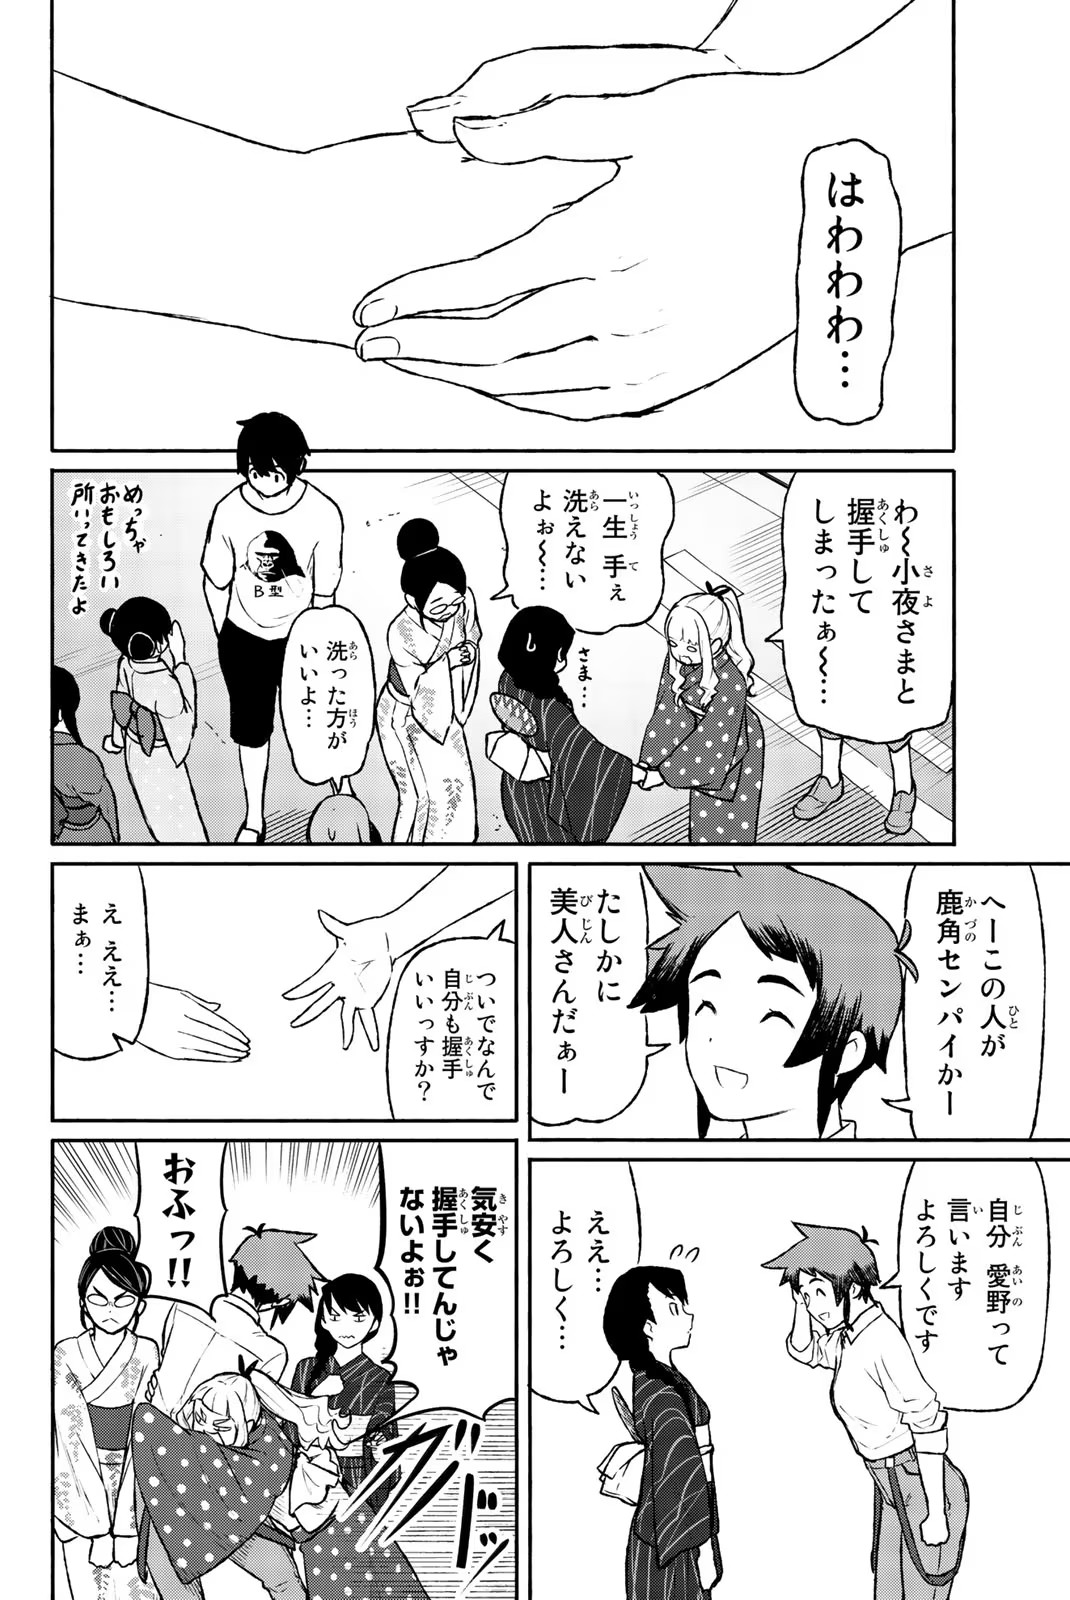 はわわわ…
わ〜小夜さまと
握手して
しまったぁ〜…
一生 手ぇ
洗えない
よぉ〜…
さま…
洗った方が
いいよ…
B型
めっちゃ
おもしろい
所いってきたよ
へーこの人が
鹿角センパイかー
たしかに
美人さんだぁー
ついでなんで
自分も握手
いいっすか?
え ええ…
まぁ…
自分 愛野って
言います
よろしくです
ええ…
よろしく…
気安く
握手してんじゃ
ないよぉ!!
おふっ!!
ガッ